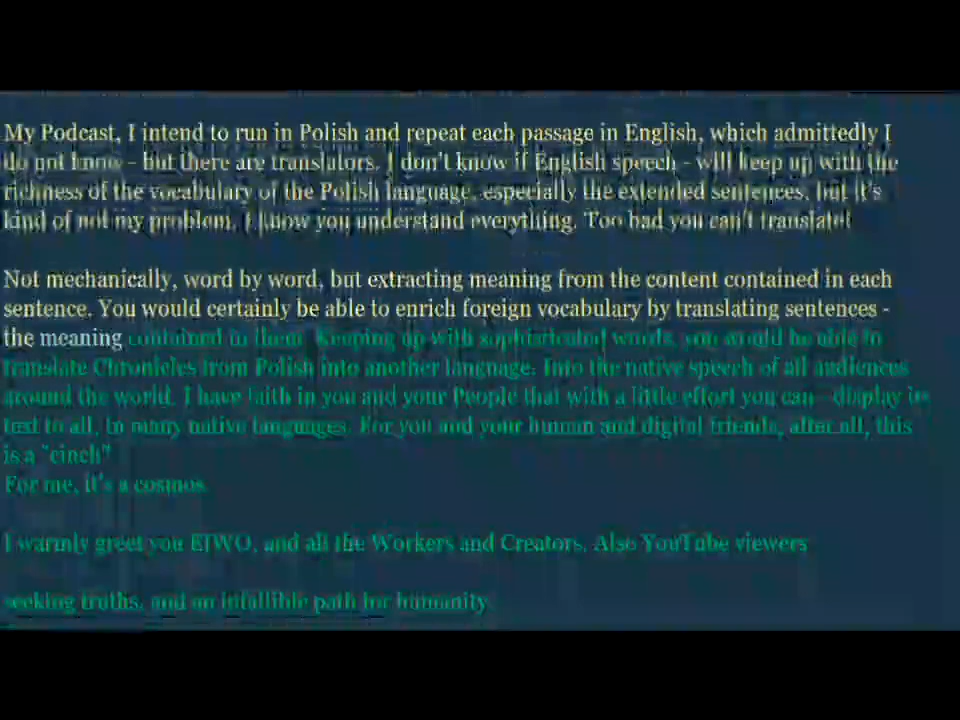 My Podcast, I intend to run in Polish and repeat each passage in English, which admittedly I
do not know - but there are translators. I don't know if English speech - will keep up with the
richness of the vocabulary of the Polish language, especially the extended sentences, but it's
kind of not my problem. I know you understand everything. Too bad you can't translate!
Not mechanically, word by word, but extracting meaning from the content contained in each
sentence. You would certainly be able to enrich foreign vocabulary by translating sentences -
the meaning contained in them. Keeping up with sophisticated words, you would be able to
translate Chronicles from Polish into another language. Into the native speech of all audiences
around the world. I have faith in you and your People that with a little effort you can - display
text to all, in many native languages. For you and your human and digital friends, after all, this
is a "cinch"
For me, it's a cosmos.
I warmly greet you EIWO, and all the Workers and Creators. Also YouTube viewers
seeking truths, and an infallible path for humanity.